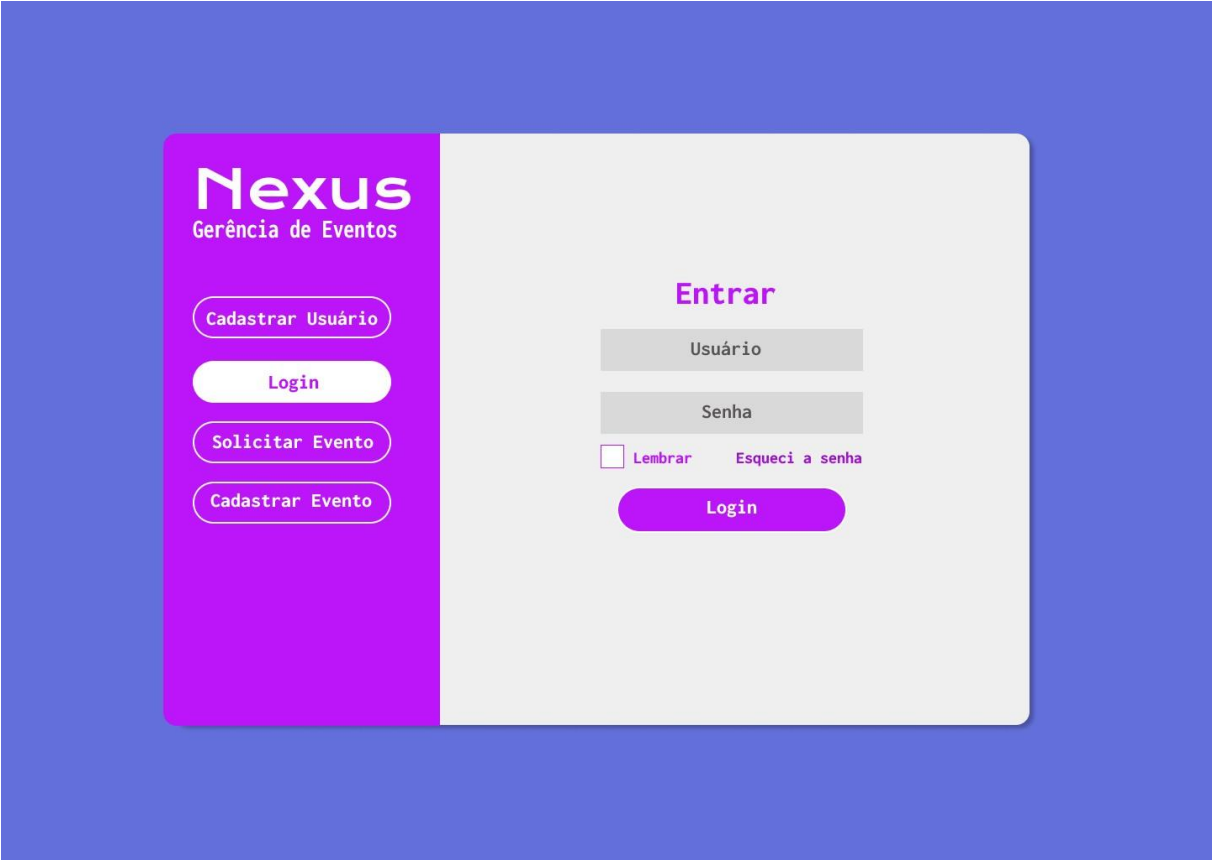 Nexus
Gerência de Eventos
Cadastrar Usuário
Login
Solicitar Evento
Cadastrar Evento
Entrar
Usuário
Senha
Lembrar Esqueci a senha
Login